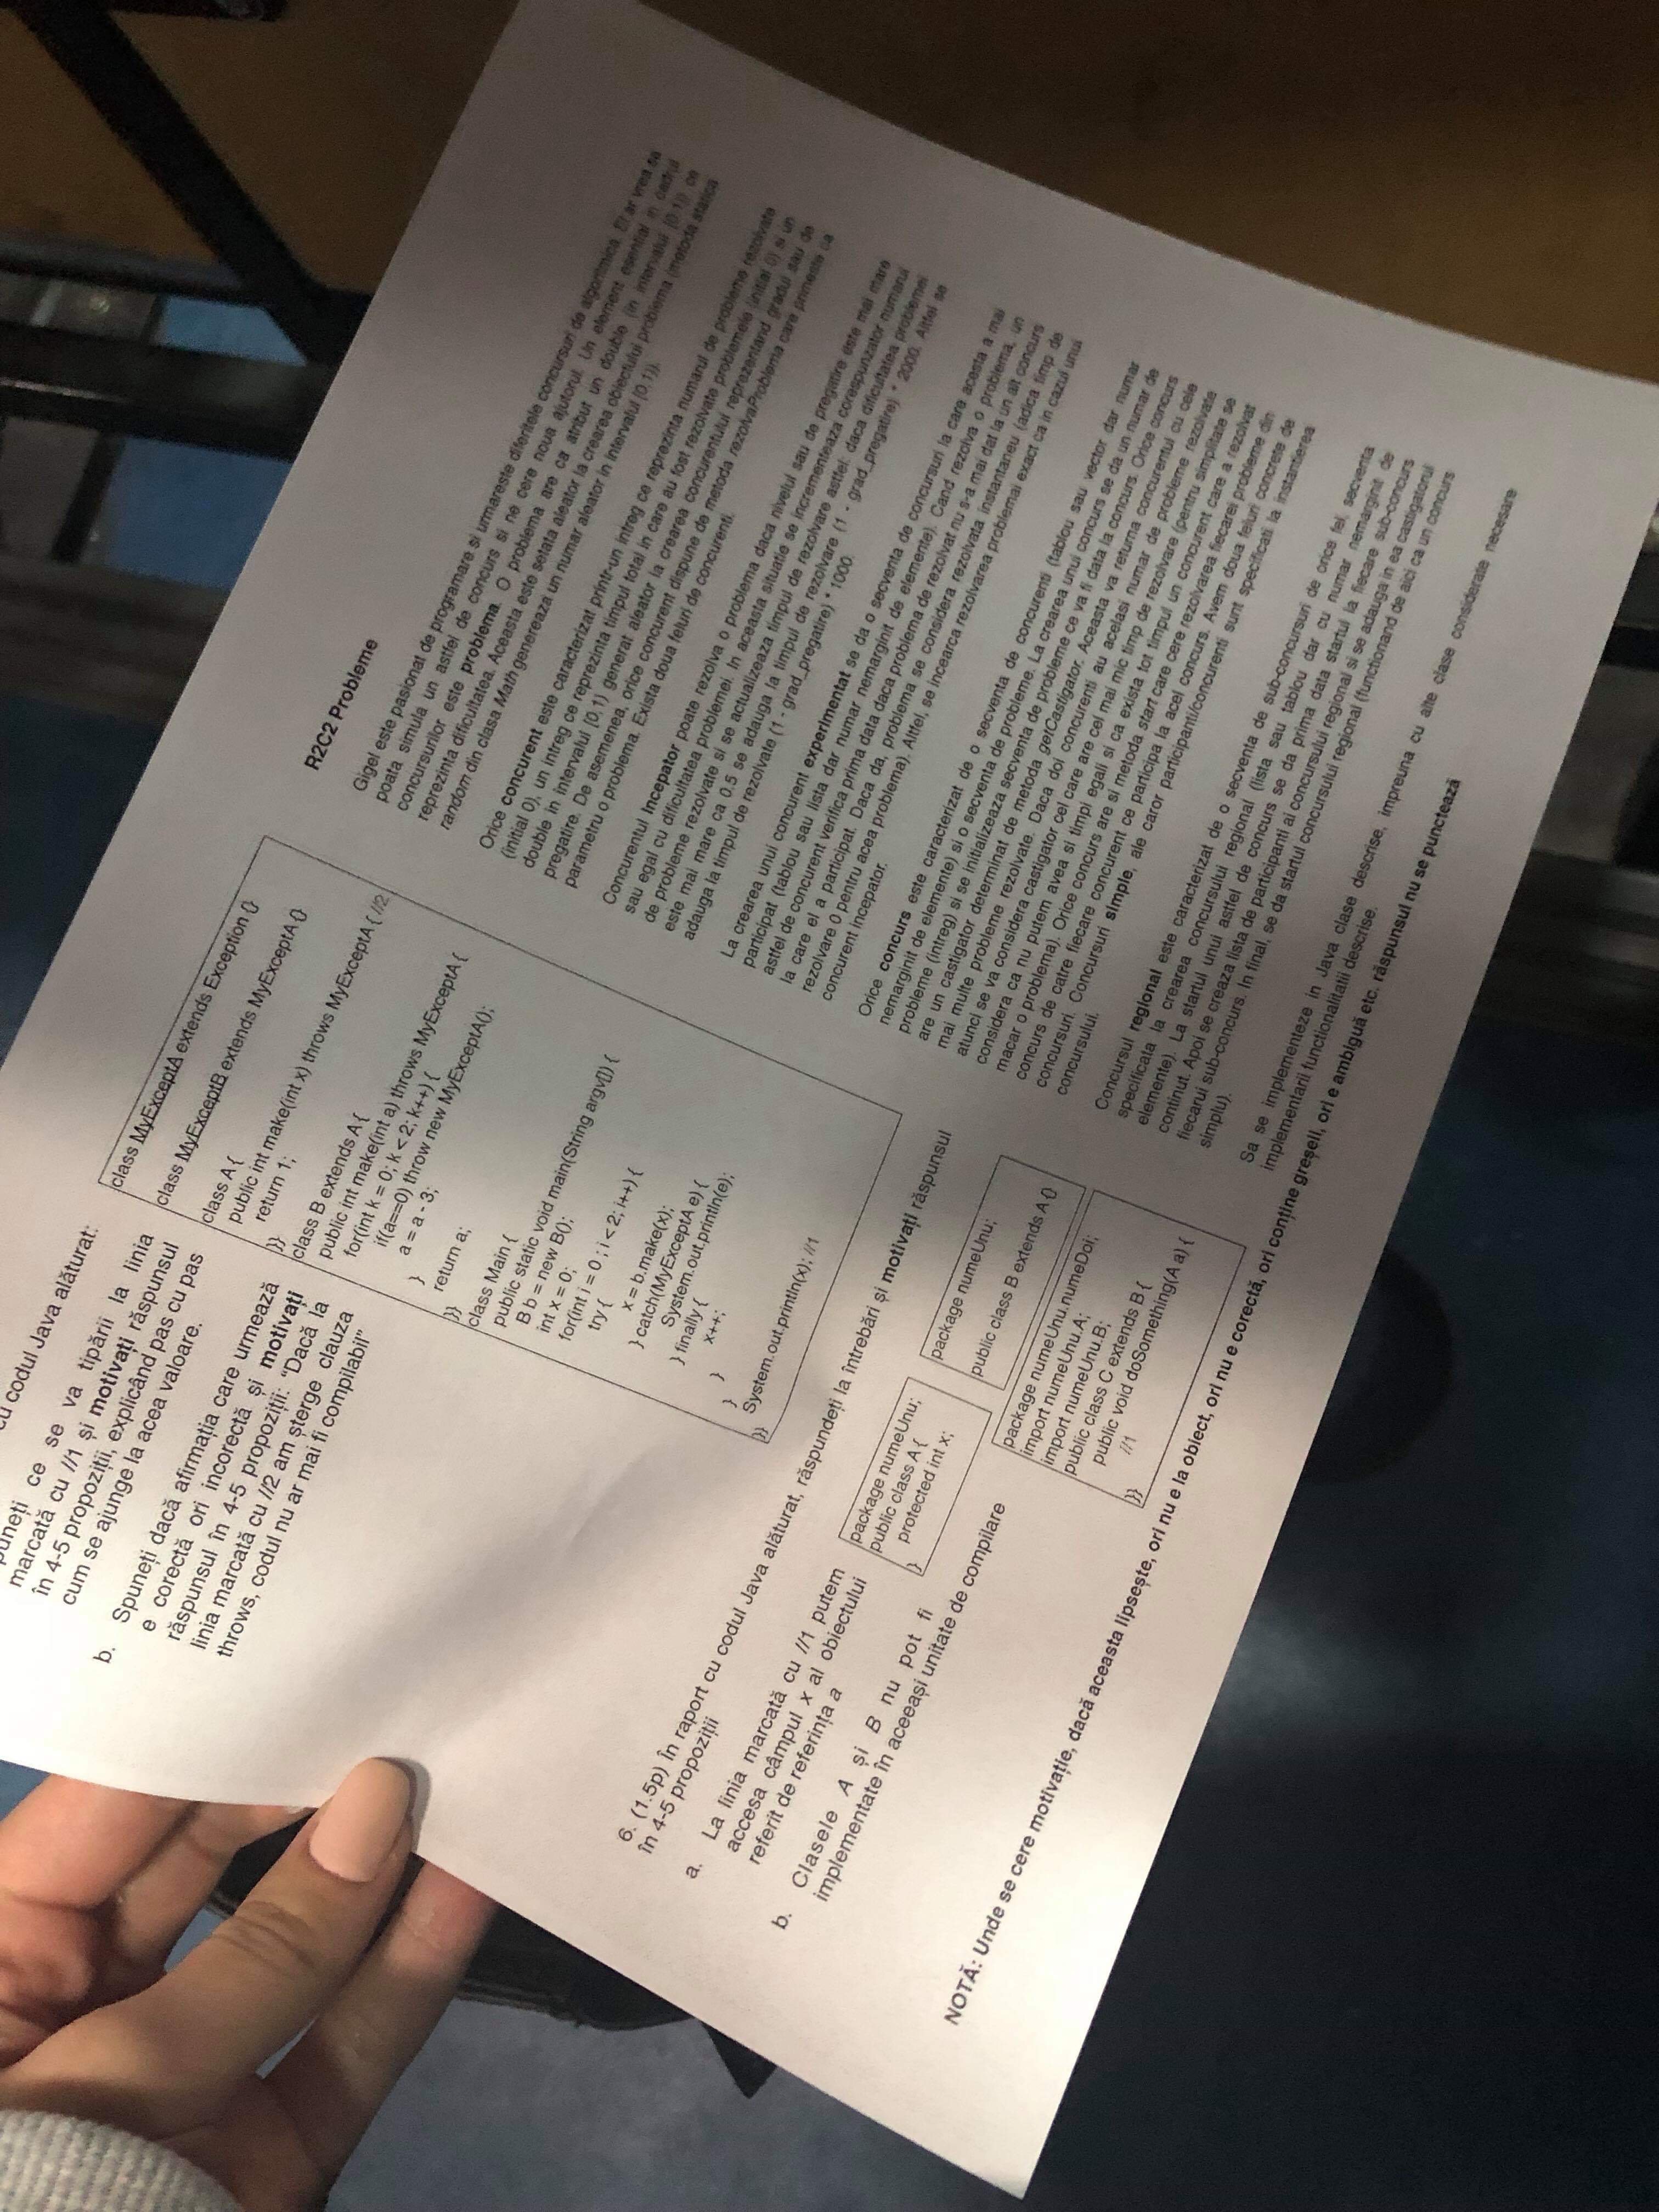 cu codul Java alăturat:
puneți ce se va tipării la linia
marcată cu //1 și motivați răspunsul
în 4-5 propoziții, explicând pas cu pas
cum se ajunge la acea valoare.
b. Spuneți dacă afirmația care urmează
e corectă ori incorectă și motivați
răspunsul în 4-5 propoziții: "Dacă la
linia marcată cu //2 am șterge clauza
throws, codul nu ar mai fi compilabil"
class MyExceptA extends Exception {}
class MyExceptB extends MyExceptA {}
class A {
public int make(int x) throws MyExceptA { //2
return 1;
}}
class B extends A {
public int make(int a) throws MyExceptA {
for(int k = 0; k < 2; k++) {
if(a==0) throw new MyExceptA();
a = a - 3;
}
return a;
}}
class Main {
public static void main(String argv[]) {
B b = new B();
int x = 0;
for(int i = 0 ; i < 2; i++) {
try {
x = b.make(x);
} catch(MyExceptA e) {
System.out.println(e);
} finally {
x++;
}
}
System.out.println(x); //1
}}
6. (1.5p) În raport cu codul Java alăturat, răspundeți la întrebări și motivați răspunsul
în 4-5 propoziții
a. La linia marcată cu //1 putem
accesa câmpul x al obiectului
referit de referința a
b. Clasele A și B nu pot fi
implementate în aceeași unitate de compilare
package numeUnu;
public class A {
protected int x;
}
package numeUnu;
public class B extends A {}
package numeUnu.numeDoi;
import numeUnu.A;
import numeUnu.B;
public class C extends B {
public void doSomething(A a) {
//1
}}
NOTĂ: Unde se cere motivație, dacă aceasta lipsește, ori nu e la obiect, ori nu e corectă, ori conține greșeli, ori e ambiguă etc. răspunsul nu se punctează
R2C2 Probleme
Gigel este pasionat de programare si urmareste diferitele concursuri de algoritmica. El ar vrea sa
poata simula un astfel de concurs si ne cere noua ajutorul. Un element esential in cadrul
concursurilor este problema. O problema are ca atribut un double (in intervalul [0,1)) ce
reprezinta dificultatea. Aceasta este setata aleator la crearea obiectului problema (metoda statica
random din clasa Math genereaza un numar aleator in intervalul [0,1)).
Orice concurent este caracterizat printr-un intreg ce reprezinta numarul de probleme rezolvate
(initial 0), un intreg ce reprezinta timpul total in care au fost rezolvate problemele (initial 0) si un
double in intervalul [0,1) generat aleator la crearea concurentului reprezentand gradul sau de
pregatire. De asemenea, orice concurent dispune de metoda rezolvaProblema care primeste ca
parametru o problema. Exista doua feluri de concurenti.
Concurentul Incepator poate rezolva o problema daca nivelul sau de pregatire este mai mare
sau egal cu dificultatea problemei. In aceasta situatie se incrementeaza corespunzator numarul
de probleme rezolvate si se actualizeaza timpul de rezolvare astfel: daca dificultatea problemei
este mai mare ca 0.5 se adauga la timpul de rezolvare (1 - grad_pregatire) * 2000. Altfel se
adauga la timpul de rezolvate (1 - grad_pregatire) * 1000.
La crearea unui concurent experimentat se da o secventa de concursuri la care acesta a mai
participat (tablou sau lista dar numar nemarginit de elemente). Cand rezolva o problema, un
astfel de concurent verifica prima data daca problema de rezolvat nu s-a mai dat la un alt concurs
la care el a participat. Daca da, problema se considera rezolvata instantaneu (adica timp de
rezolvare 0 pentru acea problema). Altfel, se incearca rezolvarea problemai exact ca in cazul unui
concurent incepator.
Orice concurs este caracterizat de o secventa de concurenti (tablou sau vector dar numar
nemarginit de elemente) si o secventa de probleme. La crearea unui concurs se da un numar de
probleme (intreg) si se initializeaza secventa de probleme ce va fi data la concurs. Orice concurs
are un castigator determinat de metoda getCastigator. Aceasta va returna concurentul cu cele
mai multe probleme rezolvate. Daca doi concurenti au acelasi numar de probleme rezolvate
atunci se va considera castigator cel care are cel mai mic timp de rezolvare (pentru simplitate se
considera ca nu putem avea si timpi egali si ca exista tot timpul un concurent care a rezolvat
macar o problema). Orice concurs are si metoda start care cere rezolvarea fiecarei probleme din
concurs de catre fiecare concurent ce participa la acel concurs. Avem doua feluri concrete de
concursuri. Concursuri simple, ale caror participanti/concurenti sunt specificati la instantierea
concursului.
Concursul regional este caracterizat de o secventa de sub-concursuri de orice fel, secventa
specificata la crearea concursului regional (lista sau tablou dar cu numar nemarginit de
elemente). La startul unui astfel de concurs se da prima data startul la fiecare sub-concurs
continut. Apoi se creaza lista de participanti ai concursului regional si se adauga in ea castigatorul
fiecarui sub-concurs. In final, se da startul concursului regional (functionand de aici ca un concurs
simplu).
Sa se implementeze in Java clase descrise, impreuna cu alte clase considerate necesare
implementarii functionalitatii descrise.